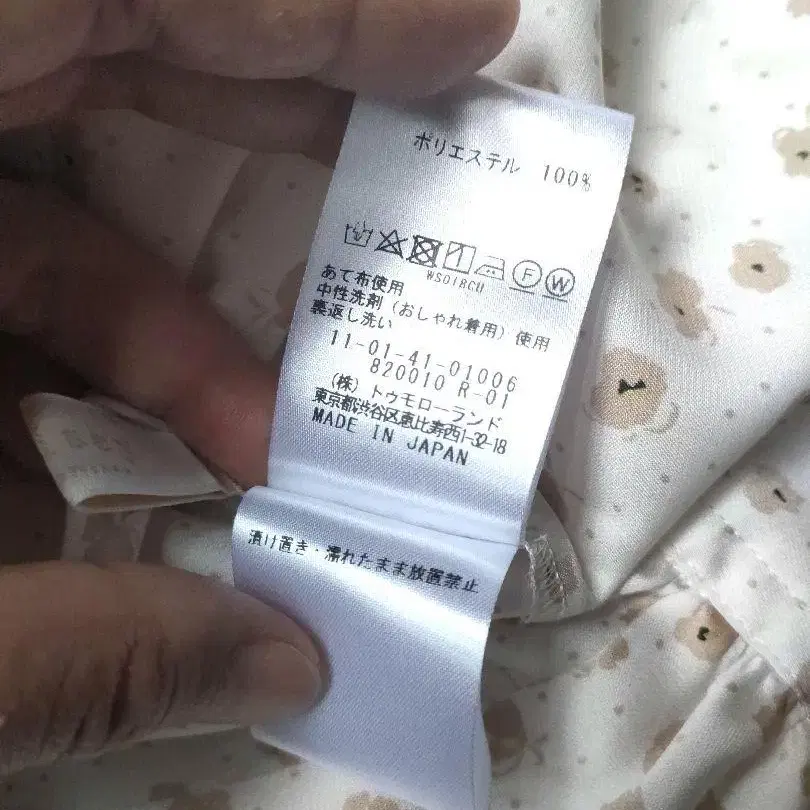 ポリエステル 100%
F W
WS018CU
あて布使用
中性洗剤(おしゃれ着用)使用
裏返し洗い
11-01-41-01006
820010 R-01
(株)トゥモローランド
東京都渋谷区恵比寿西1-32-18
MADE IN JAPAN
漬け置き・濡れたまま放置禁止